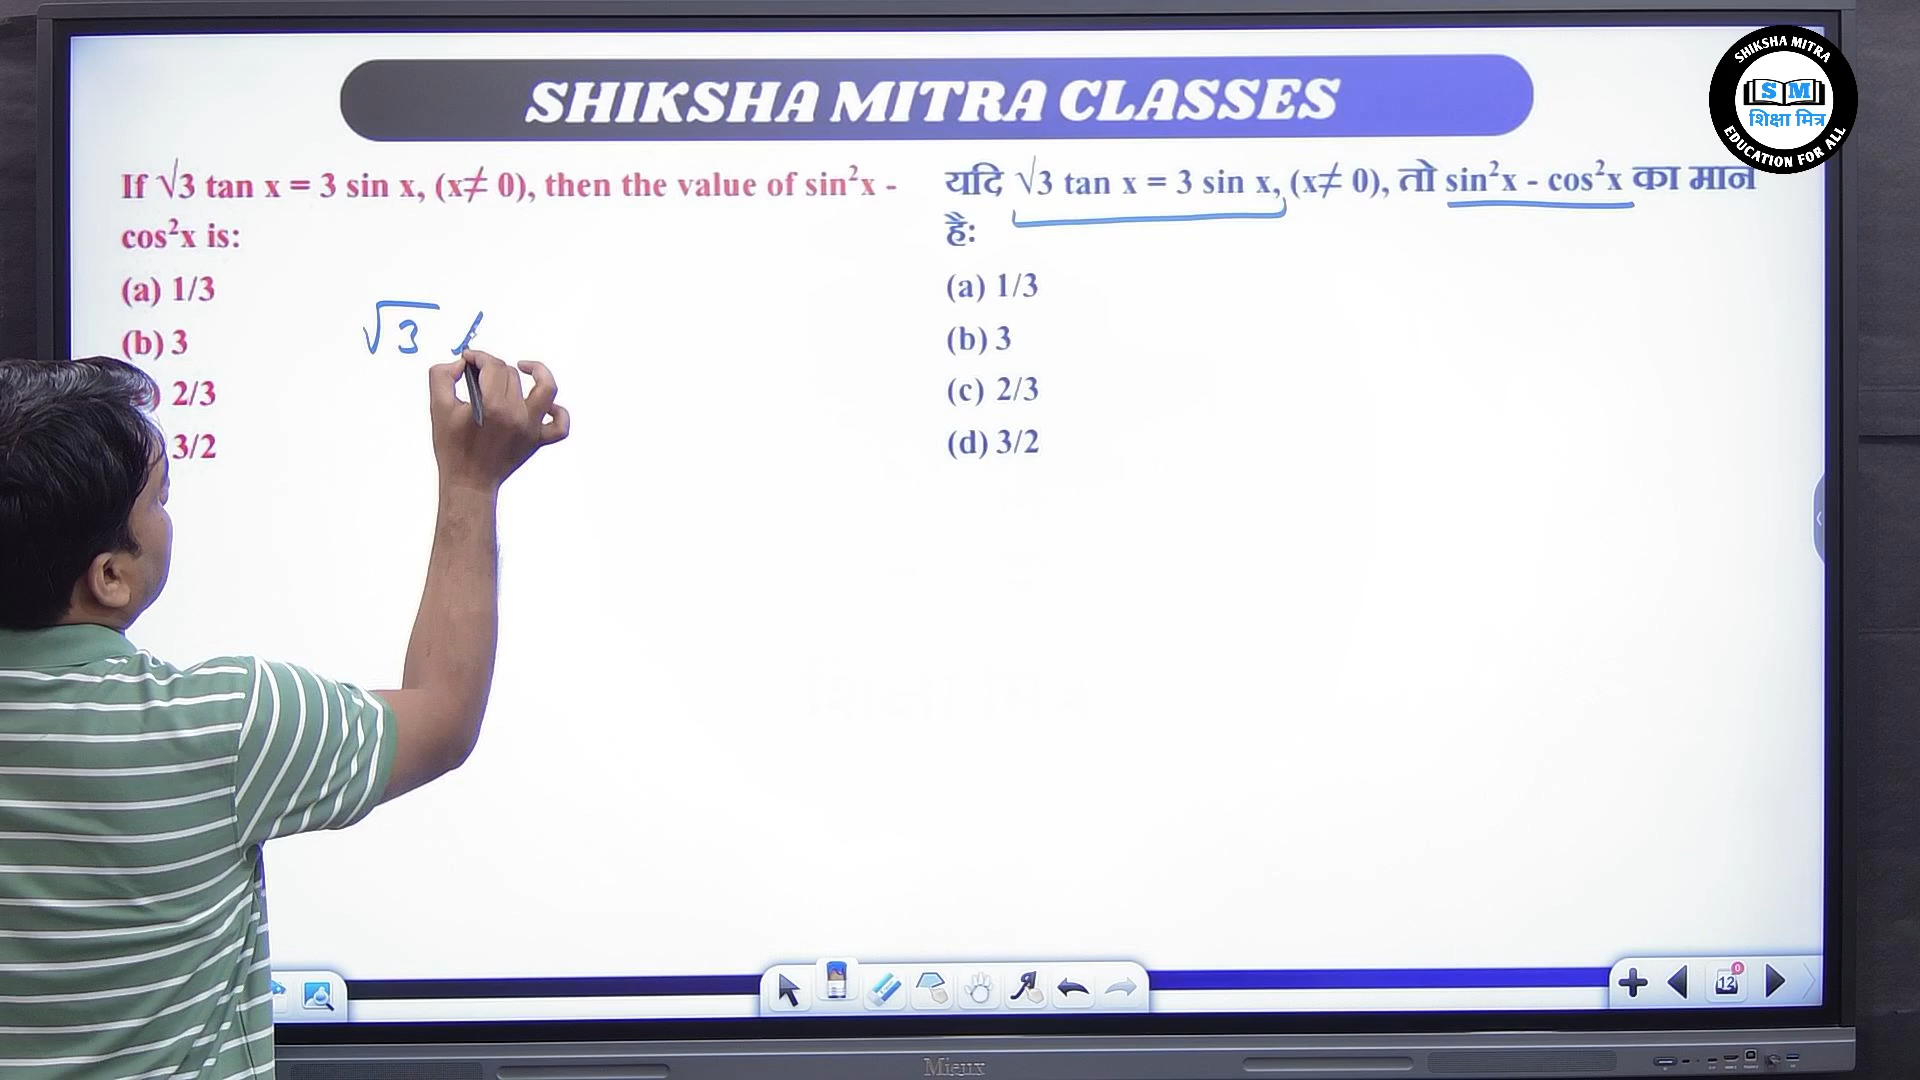 SHIKSHA MITRA CLASSES
SHIKSHA MITRA
SM
शिक्षा मित्र
EDUCATION FOR ALL
If √3 tan x = 3 sin x, (x≠ 0), then the value of sin²x -
cos²x is:
(a) 1/3
(b) 3
2/3
3/2
√3
यदि √3 tan x = 3 sin x, (x≠ 0), तो sin²x - cos²x का मान
है:
(a) 1/3
(b) 3
(c) 2/3
(d) 3/2
12
0